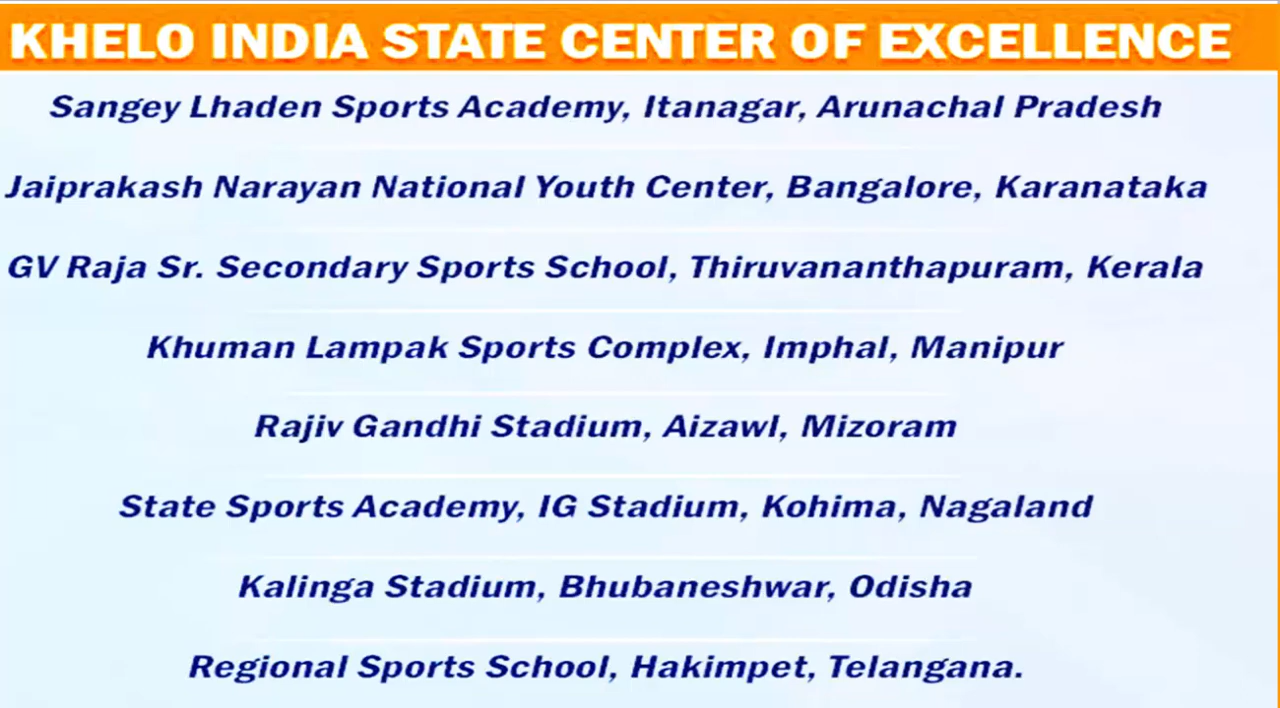 KHELO INDIA STATE CENTER OF EXCELLENCE
Sangey Lhaden Sports Academy, Itanagar, Arunachal Pradesh
Jaiprakash Narayan National Youth Center, Bangalore, Karanataka
GV Raja Sr. Secondary Sports School, Thiruvananthapuram, Kerala
Khuman Lampak Sports Complex, Imphal, Manipur
Rajiv Gandhi Stadium, Aizawl, Mizoram
State Sports Academy, IG Stadium, Kohima, Nagaland
Kalinga Stadium, Bhubaneshwar, Odisha
Regional Sports School, Hakimpet, Telangana.